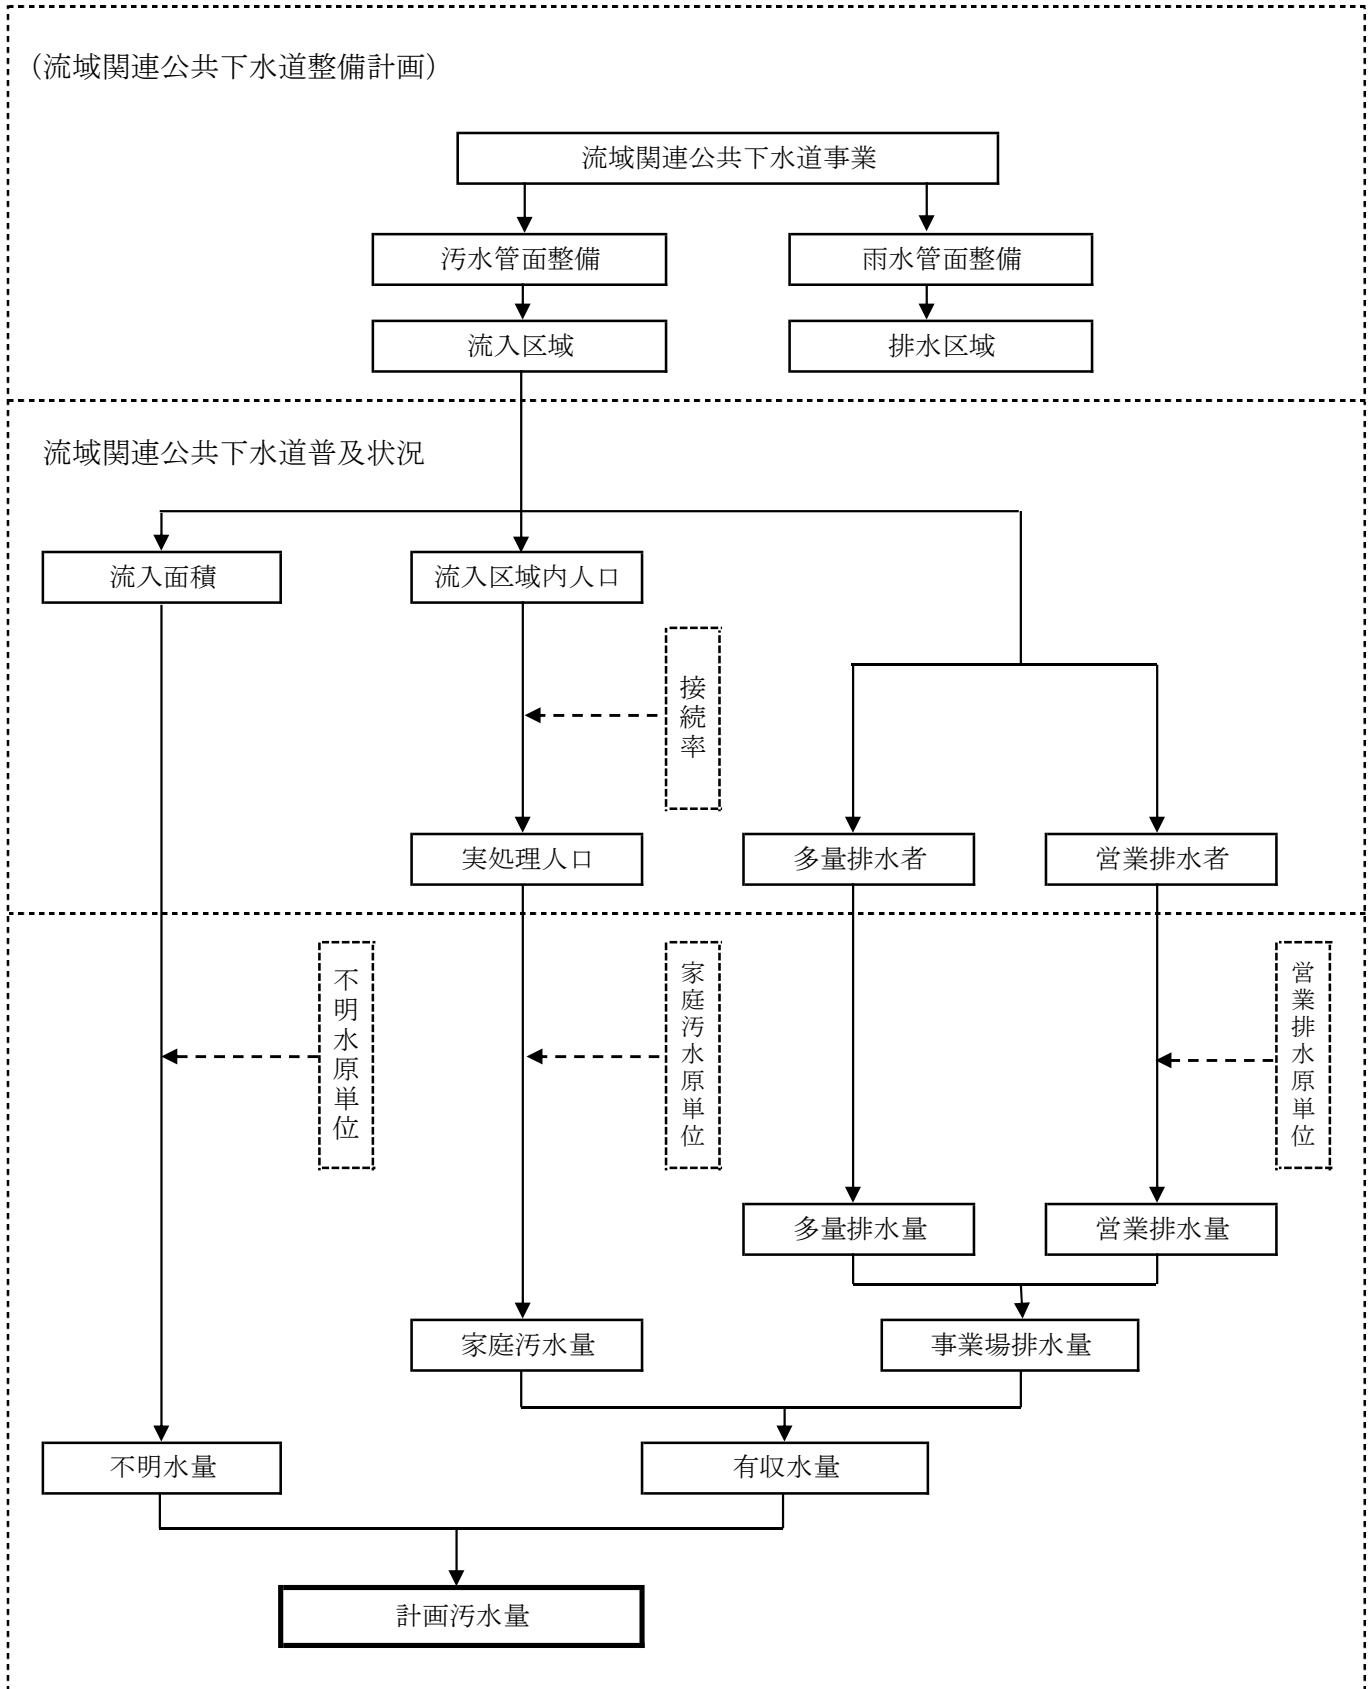 （流域関連公共下水道整備計画）
流域関連公共下水道事業
汚水管面整備
雨水管面整備
流入区域
排水区域
流域関連公共下水道普及状況
流入面積
流入区域内人口
接続率
実処理人口
多量排水者
営業排水者
不明水原単位
家庭汚水原単位
営業排水原単位
多量排水量
営業排水量
家庭汚水量
事業場排水量
不明水量
有収水量
計画汚水量